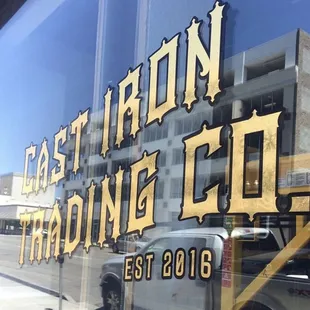 CAST IRON
TRADING CO.
EST 2016